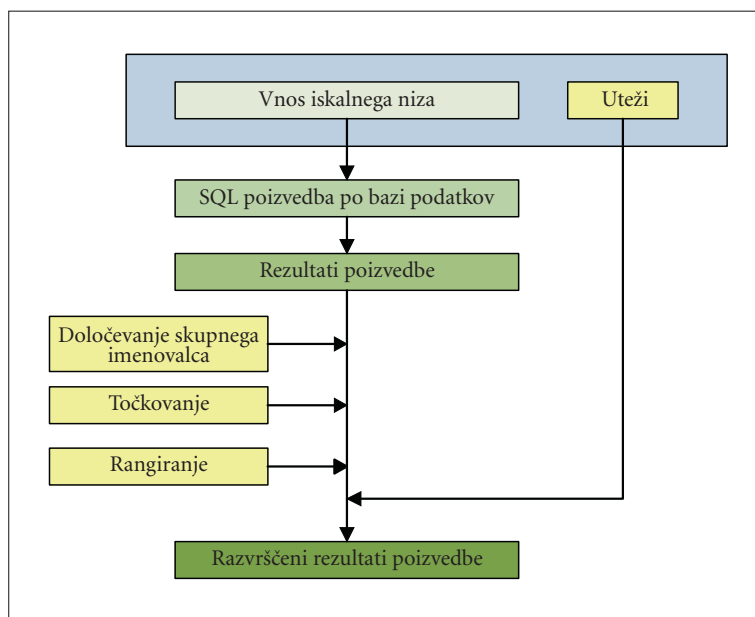 Vnos iskalnega niza
Uteži
SQL poizvedba po bazi podatkov
Rezultati poizvedbe
Določevanje skupnega
imenovalca
Točkovanje
Rangiranje
Razvrščeni rezultati poizvedbe